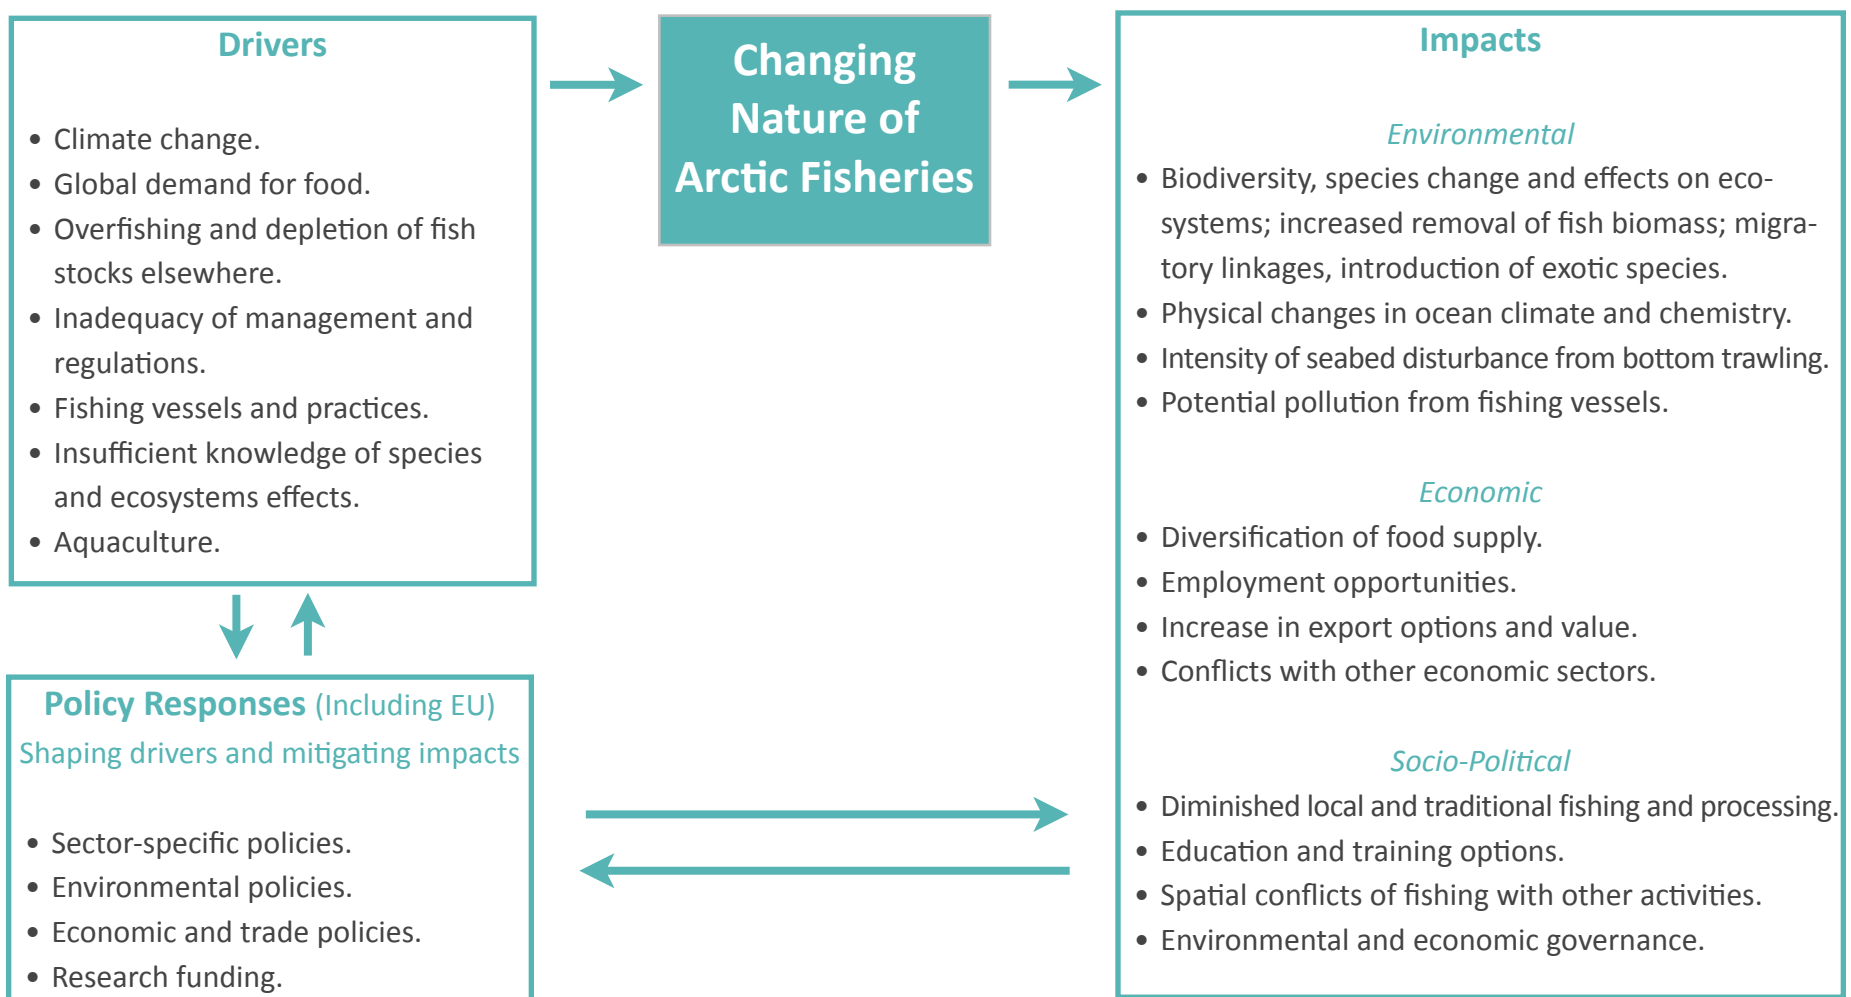 Drivers
• Climate change.
• Global demand for food.
• Overfishing and depletion of fish
stocks elsewhere.
• Inadequacy of management and
regulations.
• Fishing vessels and practices.
• Insufficient knowledge of species
and ecosystems effects.
• Aquaculture.
Changing
Nature of
Arctic Fisheries
Impacts
Environmental
• Biodiversity, species change and effects on eco-
systems; increased removal of fish biomass; migra-
tory linkages, introduction of exotic species.
• Physical changes in ocean climate and chemistry.
• Intensity of seabed disturbance from bottom trawling.
• Potential pollution from fishing vessels.
Economic
• Diversification of food supply.
• Employment opportunities.
• Increase in export options and value.
• Conflicts with other economic sectors.
Socio-Political
• Diminished local and traditional fishing and processing.
• Education and training options.
• Spatial conflicts of fishing with other activities.
• Environmental and economic governance.
Policy Responses (Including EU)
Shaping drivers and mitigating impacts
• Sector-specific policies.
• Environmental policies.
• Economic and trade policies.
• Research funding.